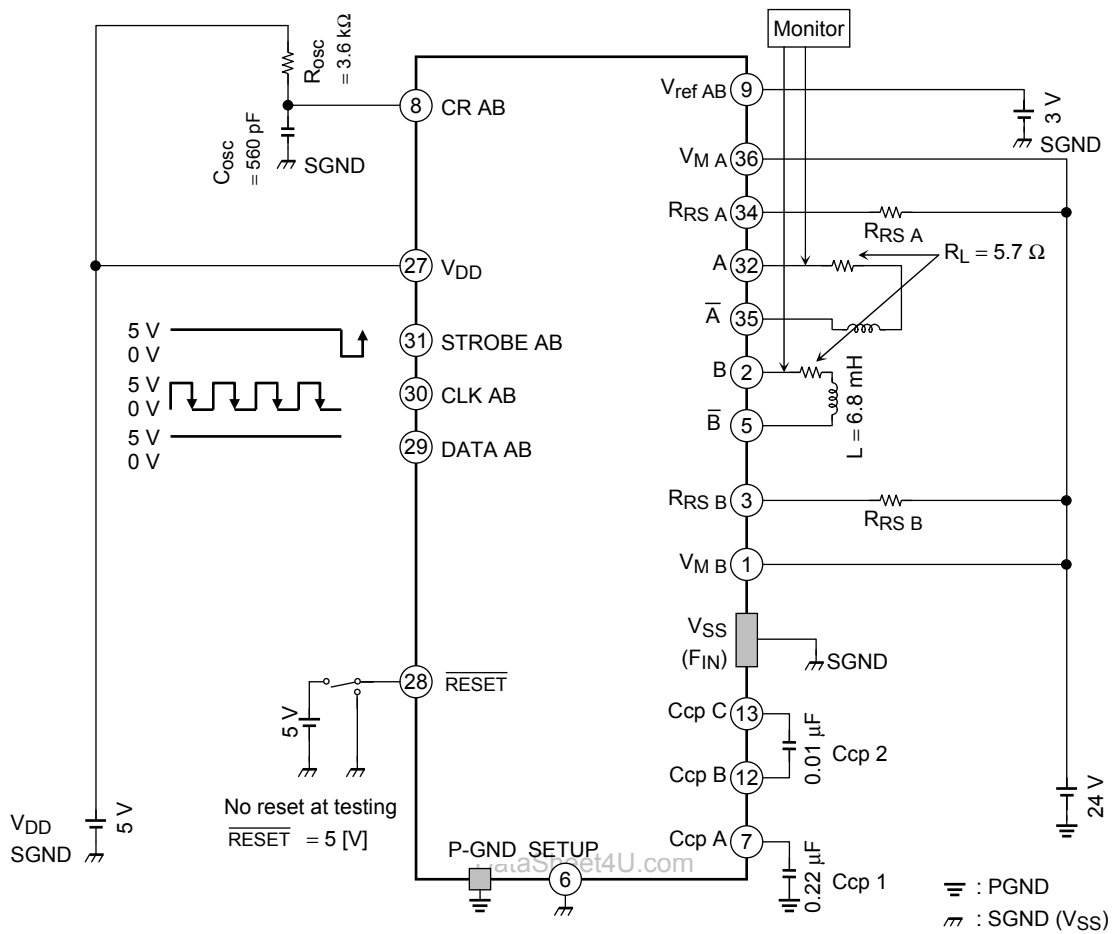 Monitor
R_osc
= 3.6 kΩ
C_osc
= 560 pF
SGND
8
CR AB
27
V_DD
5 V
0 V
31
STROBE AB
5 V
0 V
30
CLK AB
5 V
0 V
29
DATA AB
28
R̅E̅S̅E̅T̅
5 V
No reset at testing
R̅E̅S̅E̅T̅ = 5 [V]
V_DD
SGND
5 V
P-GND
SETUP
6
V_ref AB
9
3 V
SGND
V_M A
36
R_RS A
34
R_RS A
A
32
R_L = 5.7 Ω
A̅
35
B
2
B̅
5
L = 6.8 mH
R_RS B
3
R_RS B
V_M B
1
V_SS
(F_IN)
SGND
Ccp C
13
0.01 μF
Ccp 2
Ccp B
12
Ccp A
7
0.22 μF
Ccp 1
24 V
DataSheet4U.com
: PGND
: SGND (V_SS)